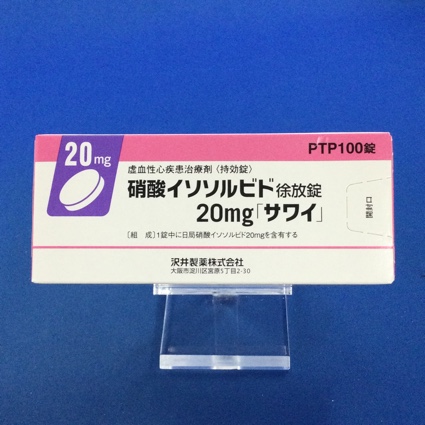 20mg
PTP100錠
虚血性心疾患治療剤〈持効錠〉
硝酸イソソルビド徐放錠
20mg「サワイ」
開封口
［組 成］1錠中に日局硝酸イソソルビド20mgを含有する
沢井製薬株式会社
大阪市淀川区宮原5丁目2-30